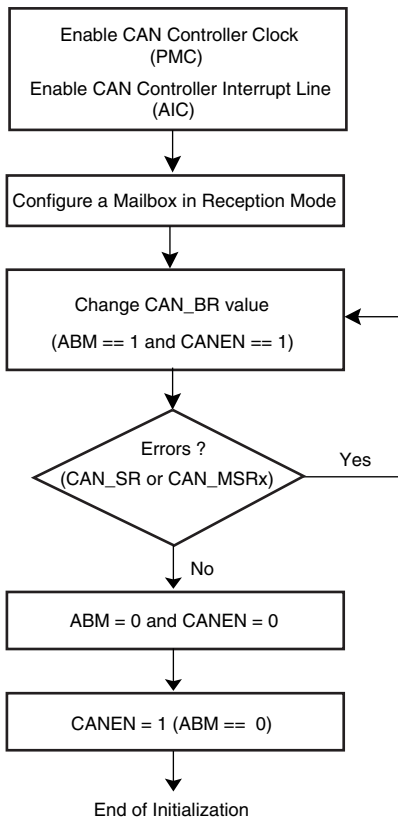 Enable CAN Controller Clock
(PMC)
Enable CAN Controller Interrupt Line
(AIC)
Configure a Mailbox in Reception Mode
Change CAN_BR value
(ABM == 1 and CANEN == 1)
Errors ?
(CAN_SR or CAN_MSRx)
Yes
No
ABM = 0 and CANEN = 0
CANEN = 1 (ABM == 0)
End of Initialization